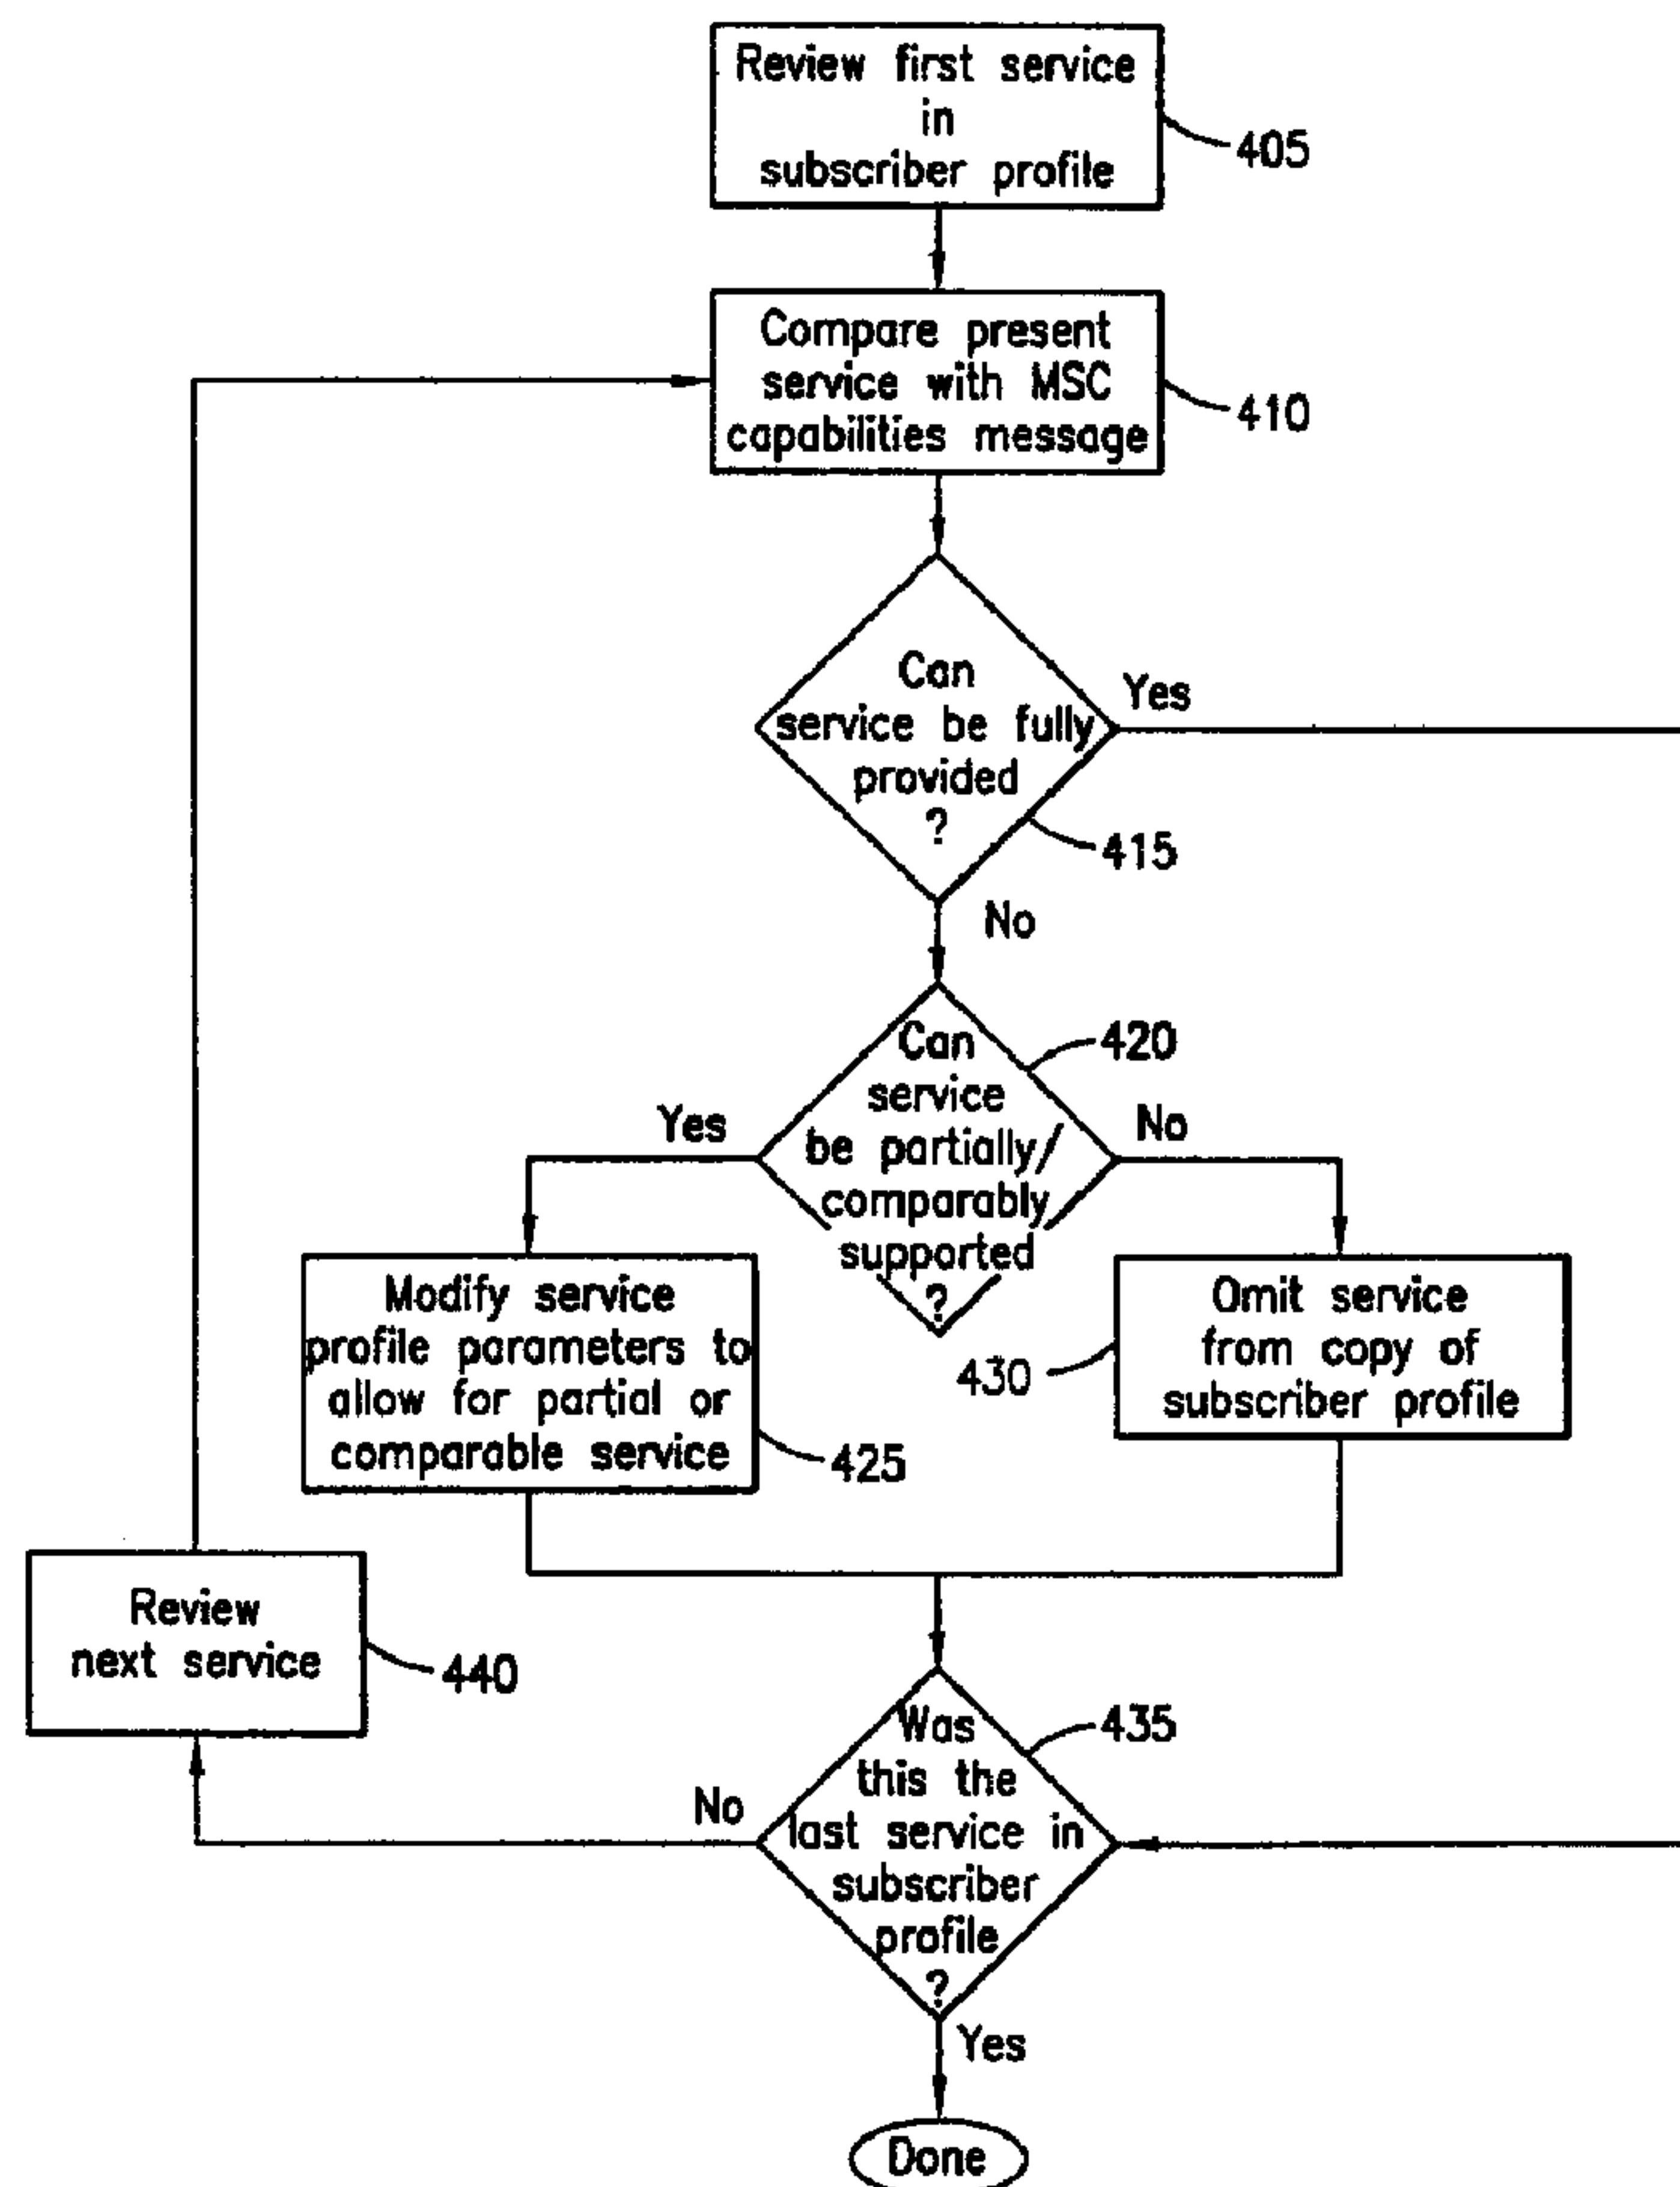 Review first service
in
subscriber profile
405
Compare present
service with MSC
capabilities message
410
Can
service be fully
provided
?
Yes
415
No
Can
service
be partially/
comparably
supported
?
420
Yes
No
Modify service
profile parameters to
allow for partial or
comparable service
425
430
Omit service
from copy of
subscriber profile
Review
next service
440
Was
this the
last service in
subscriber
profile
?
435
No
Yes
Done